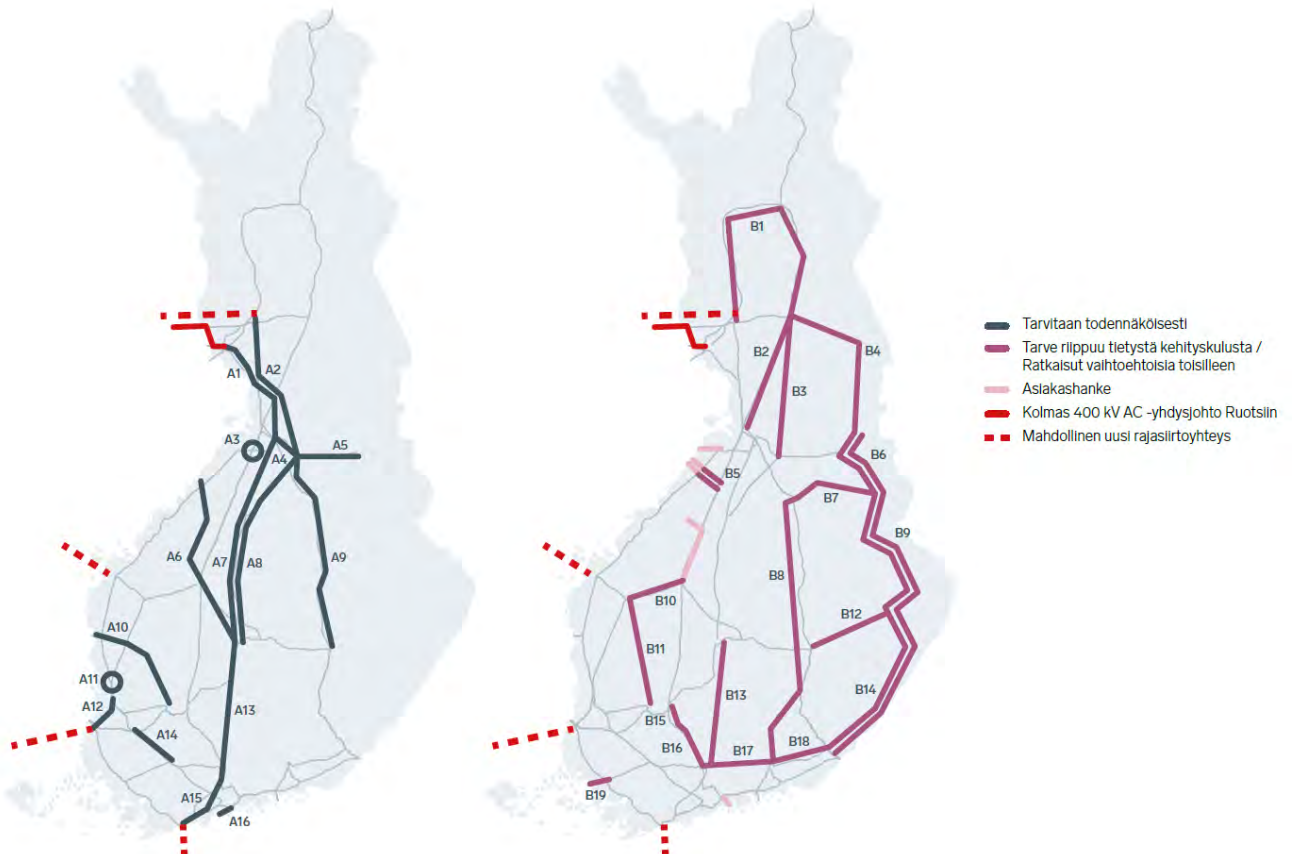 A1
A2
A3
A4
A5
A6
A7
A8
A9
A10
A11
A12
A13
A14
A15
A16
B1
B2
B3
B4
B5
B6
B7
B8
B9
B10
B11
B12
B13
B14
B15
B16
B17
B18
B19
Tarvitaan todennäköisesti
Tarve riippuu tietystä kehityskulusta /
Ratkaisut vaihtoehtoisia toisilleen
Asiakashanke
Kolmas 400 kV AC -yhdysjohto Ruotsiin
Mahdollinen uusi rajasiirtoyhteys